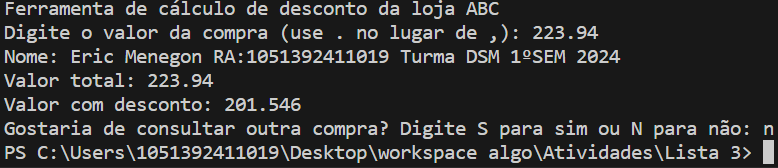 Ferramenta de cálculo de desconto da loja ABC
Digite o valor da compra (use . no lugar de ,): 223.94
Nome: Eric Menegon RA:1051392411019 Turma DSM 1ºSEM 2024
Valor total: 223.94
Valor com desconto: 201.546
Gostaria de consultar outra compra? Digite S para sim ou N para não: n
PS C:\Users\1051392411019\Desktop\workspace algo\Atividades\Lista 3>